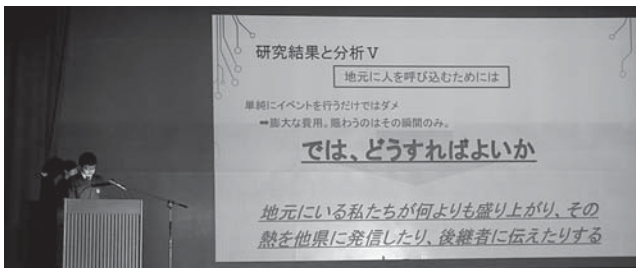 研究結果と分析Ⅴ
地元に人を呼び込むためには
単純にイベントを行うだけではダメ
➡膨大な費用。賑わうのはその瞬間のみ。
では、どうすればよいか
地元にいる私たちが何よりも盛り上がり、その
熱を他県に発信したり、後継者に伝えたりする